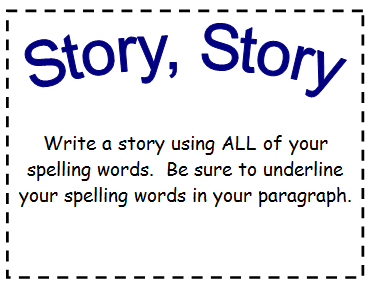 Story, Story
Write a story using ALL of your
spelling words.  Be sure to underline
your spelling words in your paragraph.